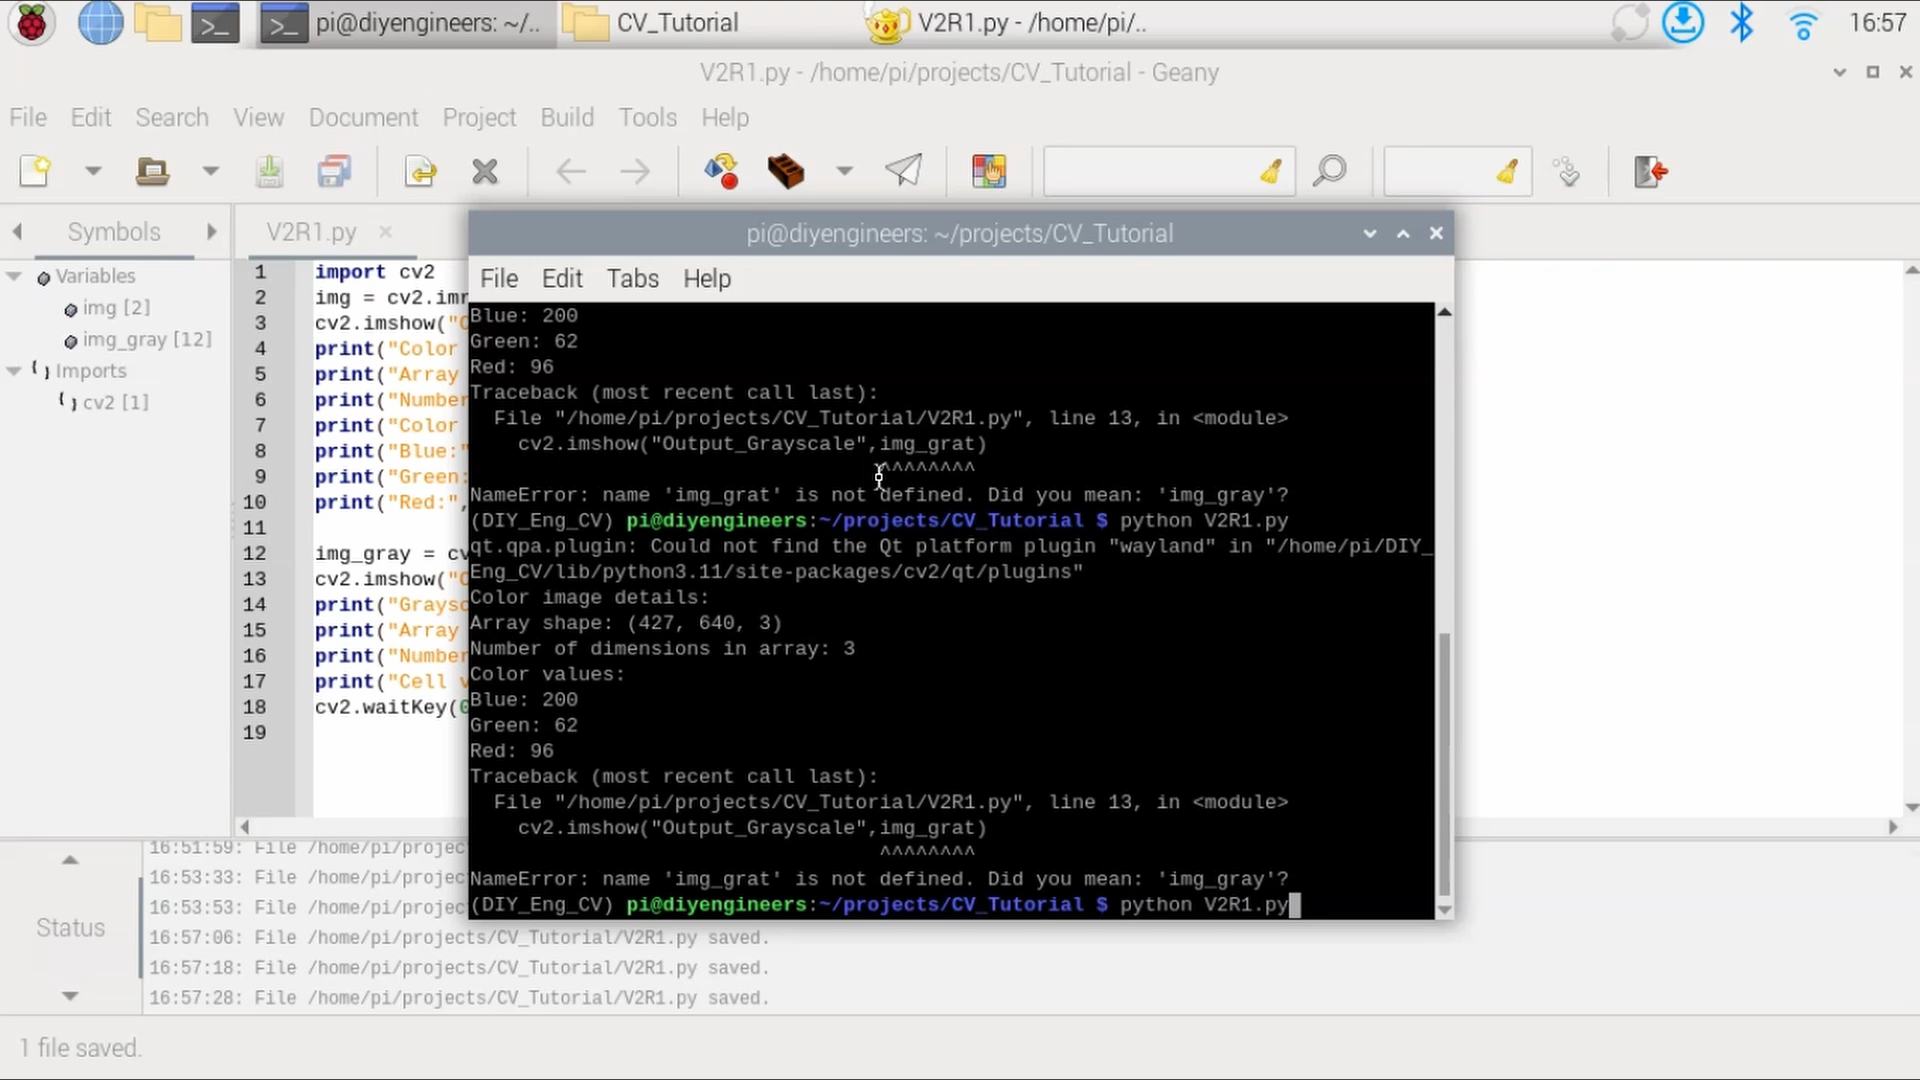 pi@diyengineers: ~/..
CV_Tutorial
V2R1.py - /home/pi/..
16:57
V2R1.py - /home/pi/projects/CV_Tutorial - Geany
File Edit Search View Document Project Build Tools Help
Symbols
Variables
img [2]
img_gray [12]
Imports
cv2 [1]
V2R1.py
1 import cv2
2 img = cv2.imr
3 cv2.imshow("
4 print("Color
5 print("Array
6 print("Number
7 print("Color
8 print("Blue:"
9 print("Green:
10 print("Red:",
11
12 img_gray = cv
13 cv2.imshow("
14 print("Graysc
15 print("Array
16 print("Number
17 print("Cell v
18 cv2.waitKey(
19
pi@diyengineers: ~/projects/CV_Tutorial
File Edit Tabs Help
Blue: 200
Green: 62
Red: 96
Traceback (most recent call last):
File "/home/pi/projects/CV_Tutorial/V2R1.py", line 13, in <module>
cv2.imshow("Output_Grayscale",img_grat)
^^^^^^^^
NameError: name 'img_grat' is not defined. Did you mean: 'img_gray'?
(DIY_Eng_CV) pi@diyengineers:~/projects/CV_Tutorial $ python V2R1.py
qt.qpa.plugin: Could not find the Qt platform plugin "wayland" in "/home/pi/DIY_
Eng_CV/lib/python3.11/site-packages/cv2/qt/plugins"
Color image details:
Array shape: (427, 640, 3)
Number of dimensions in array: 3
Color values:
Blue: 200
Green: 62
Red: 96
Traceback (most recent call last):
File "/home/pi/projects/CV_Tutorial/V2R1.py", line 13, in <module>
cv2.imshow("Output_Grayscale",img_grat)
^^^^^^^^
NameError: name 'img_grat' is not defined. Did you mean: 'img_gray'?
(DIY_Eng_CV) pi@diyengineers:~/projects/CV_Tutorial $ python V2R1.py
Status
16:51:59: File /home/pi/projec
16:53:33: File /home/pi/projec
16:53:53: File /home/pi/projec
16:57:06: File /home/pi/projects/CV_Tutorial/V2R1.py saved.
16:57:18: File /home/pi/projects/CV_Tutorial/V2R1.py saved.
16:57:28: File /home/pi/projects/CV_Tutorial/V2R1.py saved.
1 file saved.